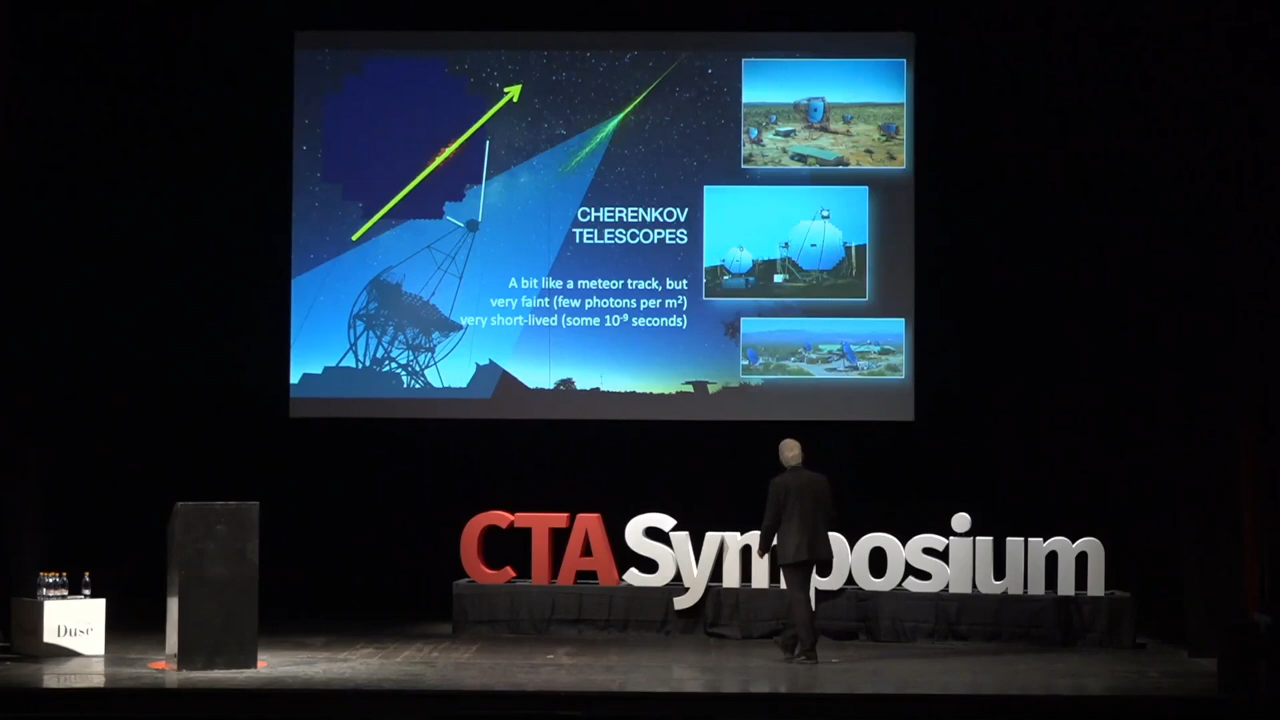 CHERENKOV
TELESCOPES
A bit like a meteor track, but
very faint (few photons per m²)
very short-lived (some 10⁻⁹ seconds)
CTASymposium
Duse